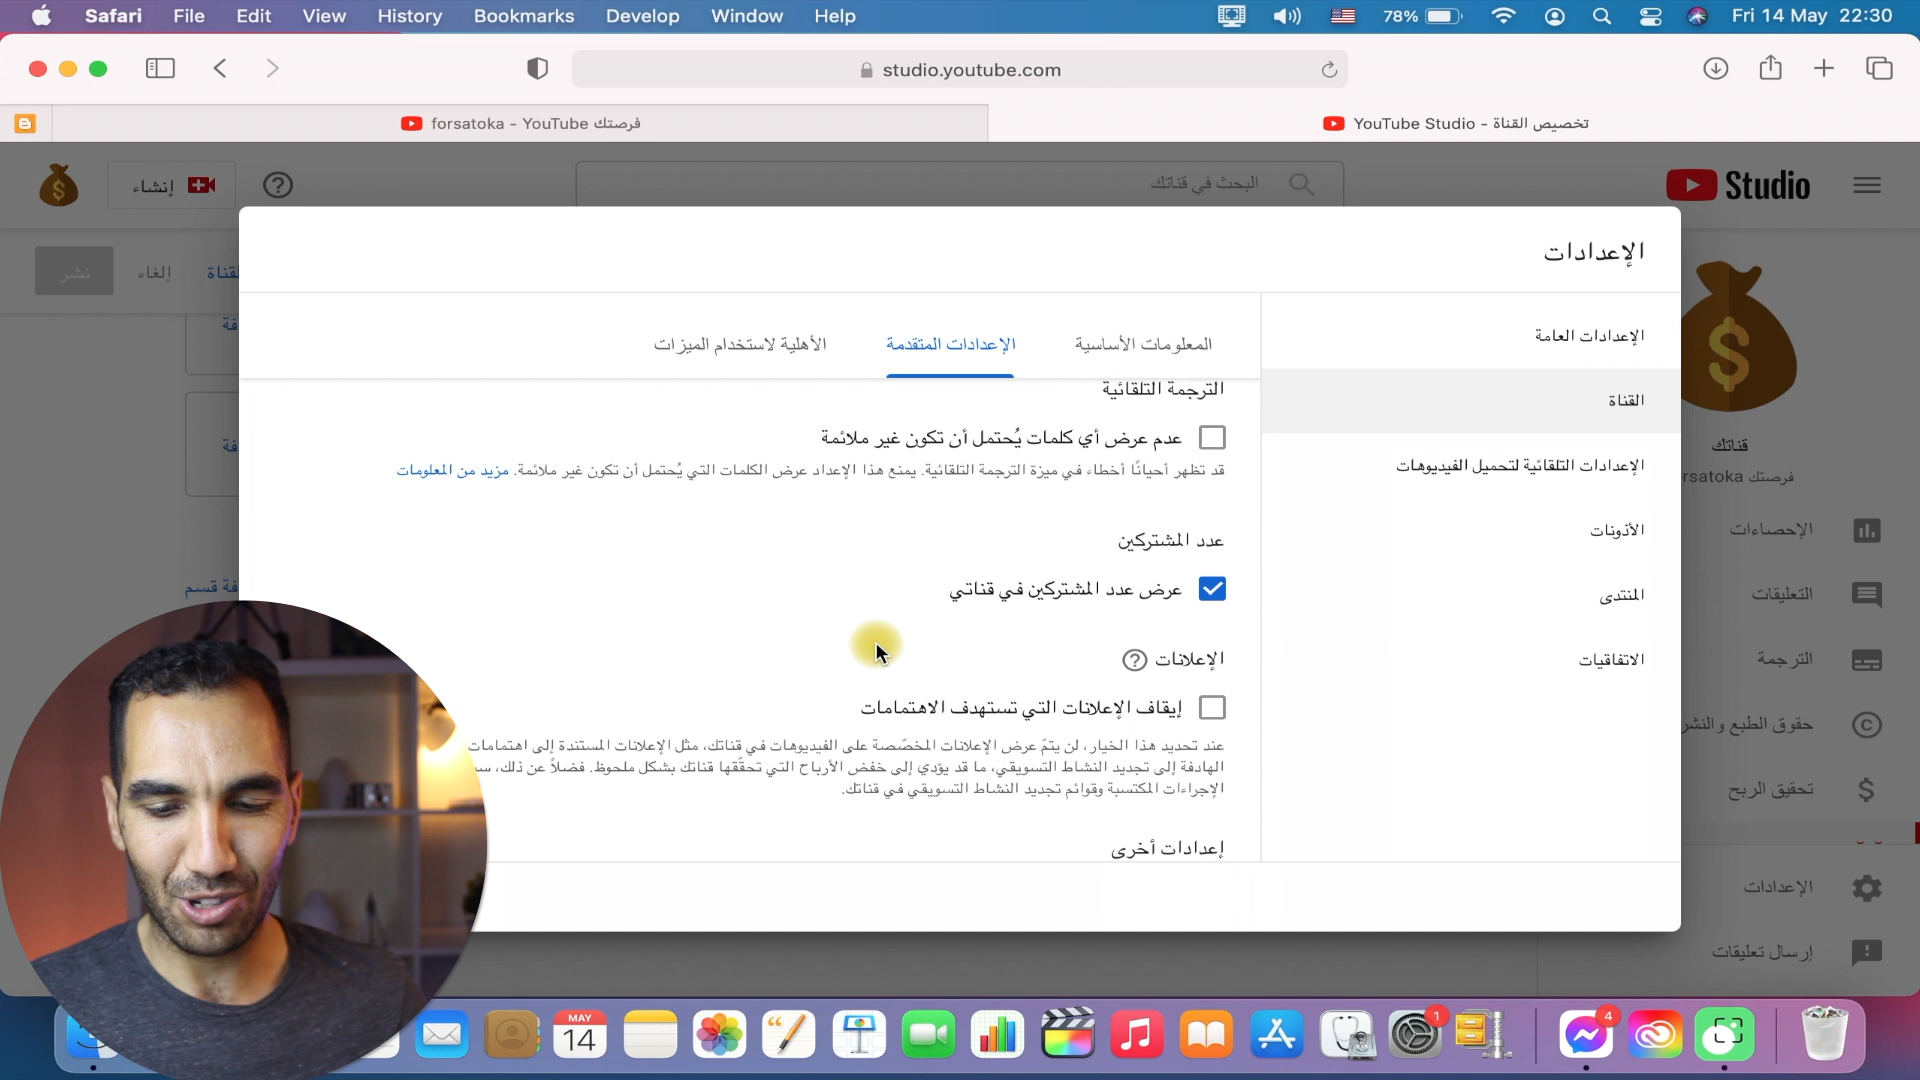 Safari File Edit View History Bookmarks Develop Window Help 78% Fri 14 May 22:30
studio.youtube.com
forsatoka - YouTube فرصتك
YouTube Studio - تخصيص القناة
Studio
البحث في قناتك
إنشاء
إلغاء
نشر
الإعدادات
الإعدادات العامة
القناة
الإعدادات التلقائية لتحميل الفيديوهات
الأذونات
المنتدى
الاتفاقيات
المعلومات الأساسية
الإعدادات المتقدمة
الأهلية لاستخدام الميزات
الترجمة التلقائية
عدم عرض أي كلمات يُحتمل أن تكون غير ملائمة
قد تظهر أحيانًا أخطاء في ميزة الترجمة التلقائية. يمنع هذا الإعداد عرض الكلمات التي يُحتمل أن تكون غير ملائمة. مزيد من المعلومات
عدد المشتركين
عرض عدد المشتركين في قناتي
الإعلانات
إيقاف الإعلانات التي تستهدف الاهتمامات
عند تحديد هذا الخيار، لن يتمّ عرض الإعلانات المخصّصة على الفيديوهات في قناتك، مثل الإعلانات المستندة إلى اهتمامات
الهادفة إلى تجديد النشاط التسويقي، ما قد يؤدي إلى خفض الأرباح التي تحقّقها قناتك بشكل ملحوظ. فضلاً عن ذلك،
الإجراءات المكتسبة وقوائم تجديد النشاط التسويقي في قناتك.
إعدادات أخرى
قناتك
فرصتك
الإحصاءات
التعليقات
الترجمة
حقوق الطبع والنشر
تحقيق الربح
الإعدادات
إرسال تعليقات
MAY
14
1
4